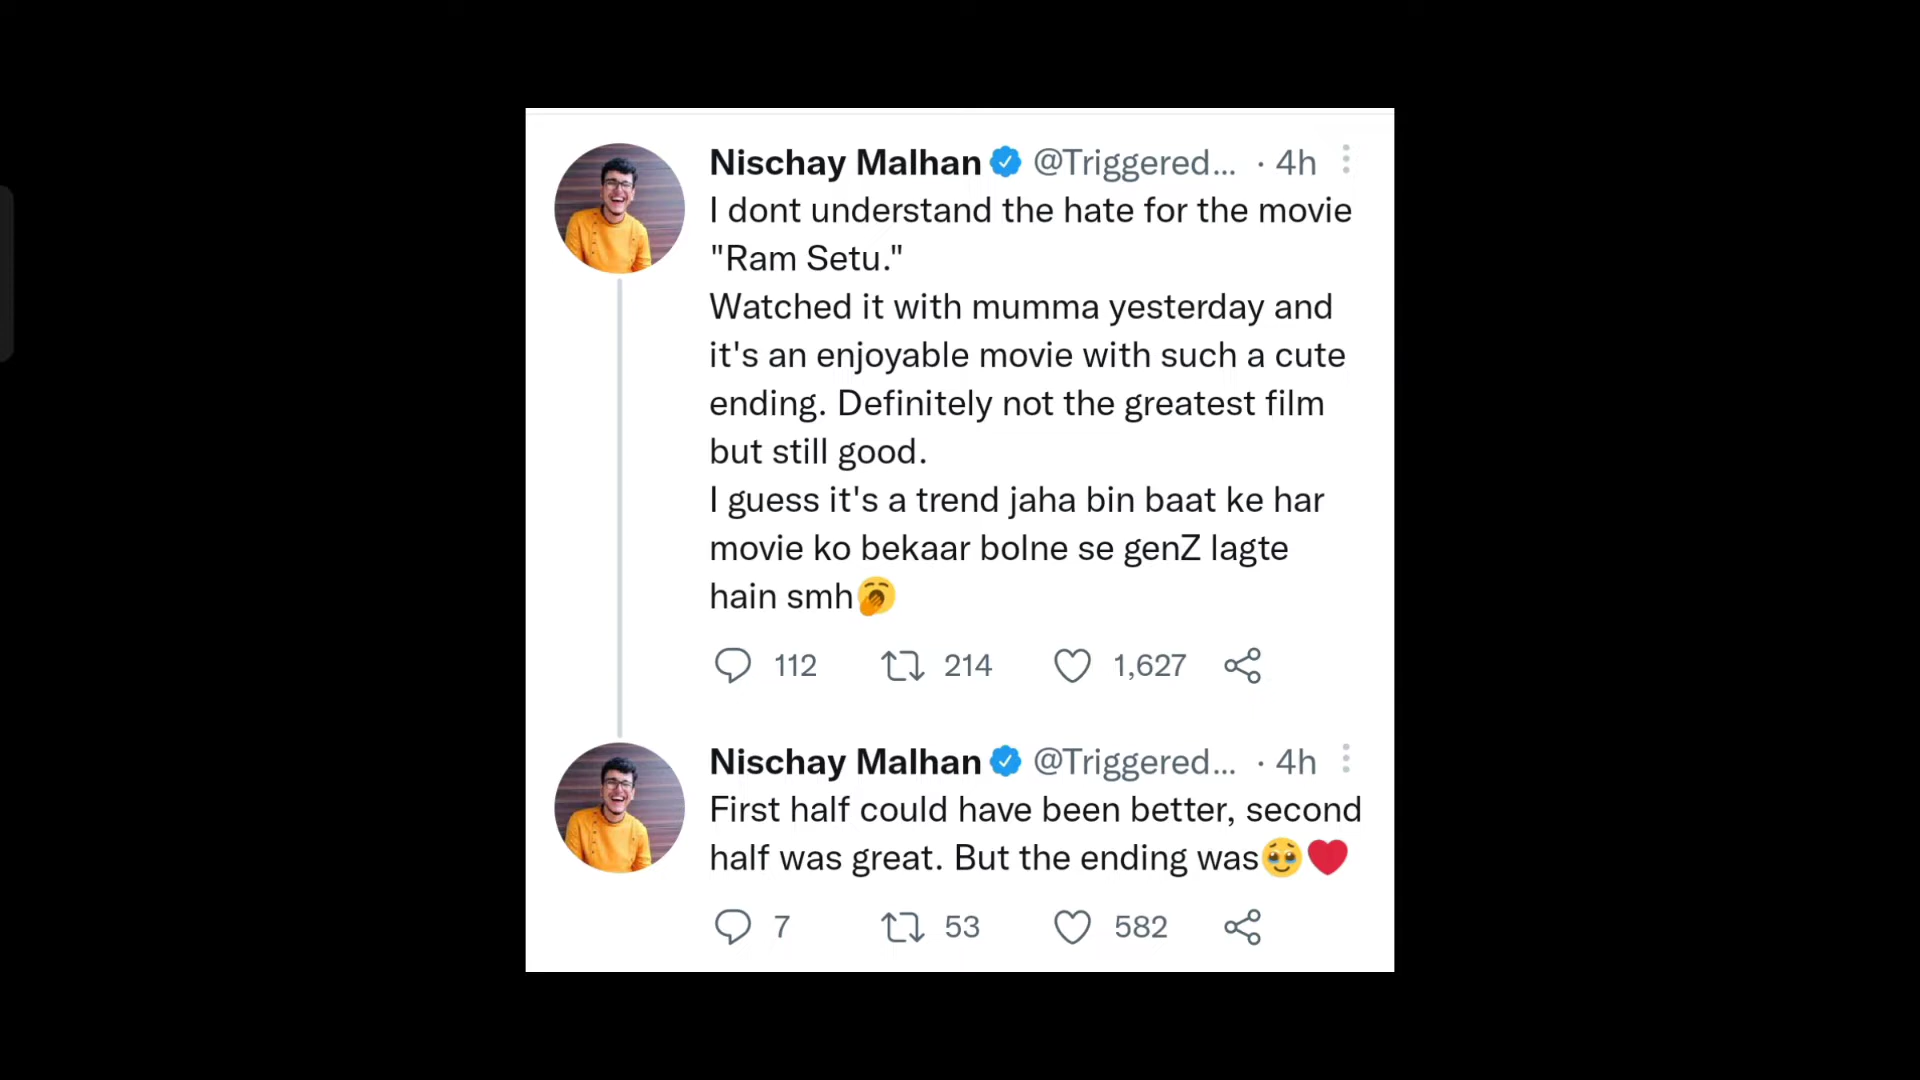 Nischay Malhan @Triggered... · 4h
I dont understand the hate for the movie
"Ram Setu."
Watched it with mumma yesterday and
it's an enjoyable movie with such a cute
ending. Definitely not the greatest film
but still good.
I guess it's a trend jaha bin baat ke har
movie ko bekaar bolne se genZ lagte
hain smh🥱
112 214 1,627
Nischay Malhan @Triggered... · 4h
First half could have been better, second
half was great. But the ending was🥹❤️
7 53 582